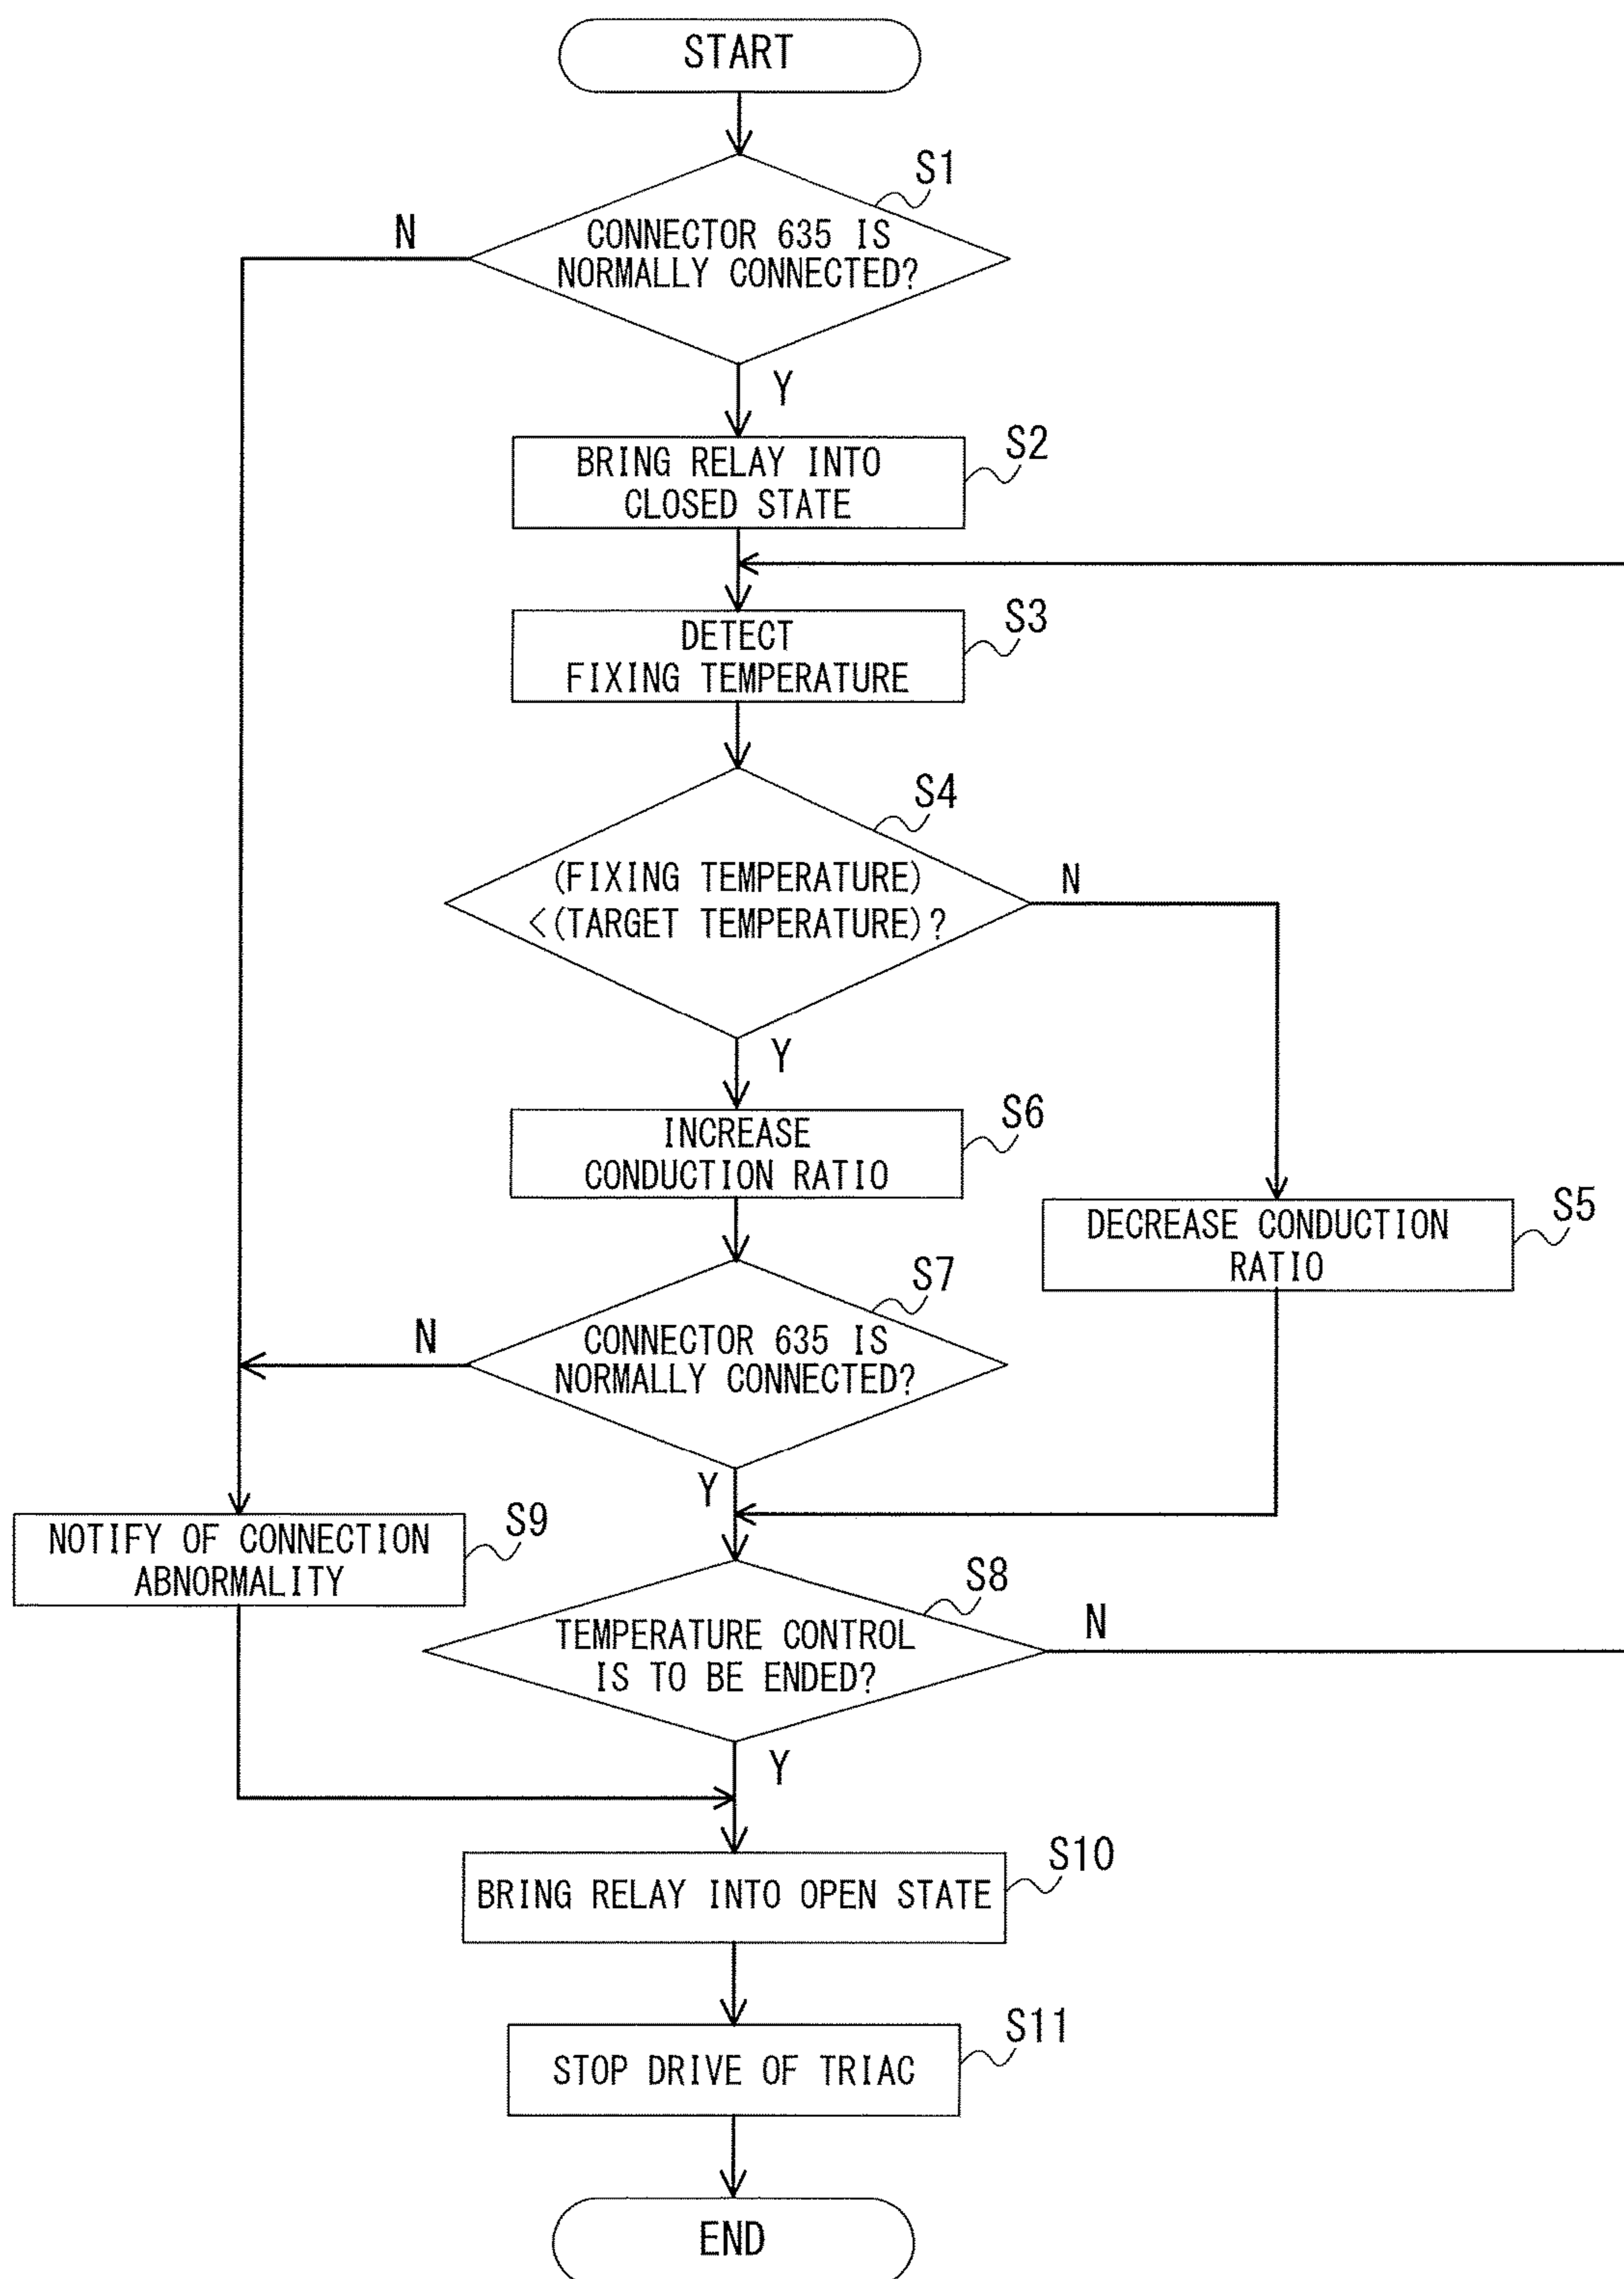 START
S1
N
CONNECTOR 635 IS
NORMALLY CONNECTED?
Y
S2
BRING RELAY INTO
CLOSED STATE
S3
DETECT
FIXING TEMPERATURE
S4
(FIXING TEMPERATURE)
<(TARGET TEMPERATURE)?
N
Y
S6
INCREASE
CONDUCTION RATIO
S5
DECREASE CONDUCTION
RATIO
S7
N
CONNECTOR 635 IS
NORMALLY CONNECTED?
Y
S9
NOTIFY OF CONNECTION
ABNORMALITY
S8
TEMPERATURE CONTROL
IS TO BE ENDED?
N
Y
S10
BRING RELAY INTO OPEN STATE
S11
STOP DRIVE OF TRIAC
END